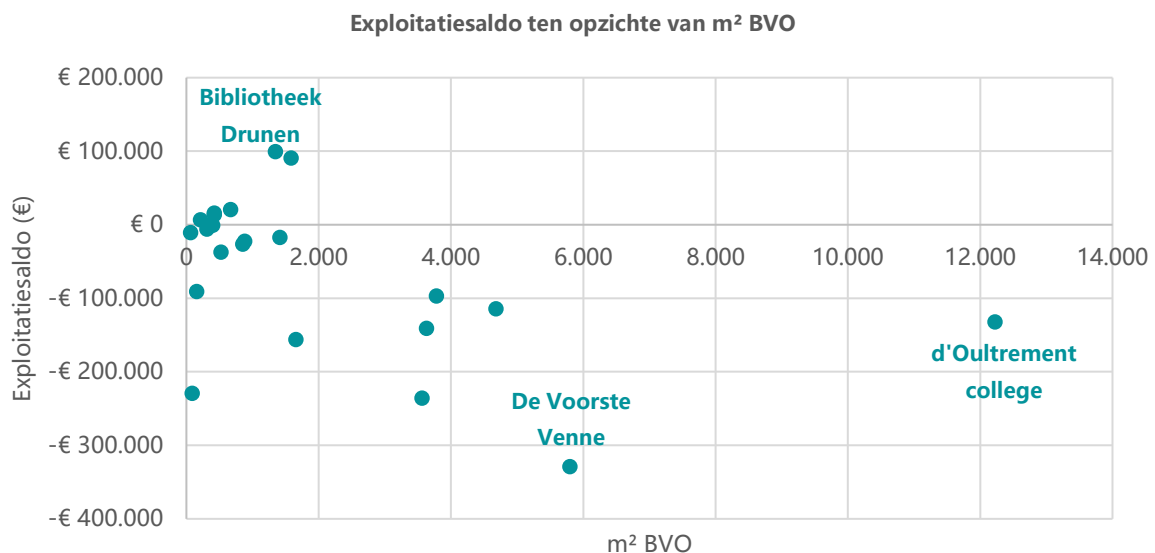 Exploitatiesaldo ten opzichte van m² BVO
€ 200.000
€ 100.000
€ 0
-€ 100.000
-€ 200.000
-€ 300.000
-€ 400.000
Exploitatiesaldo (€)
Bibliotheek
Drunen
0
2.000
4.000
6.000
8.000
10.000
12.000
14.000
d'Oultrement
college
De Voorste
Venne
m² BVO